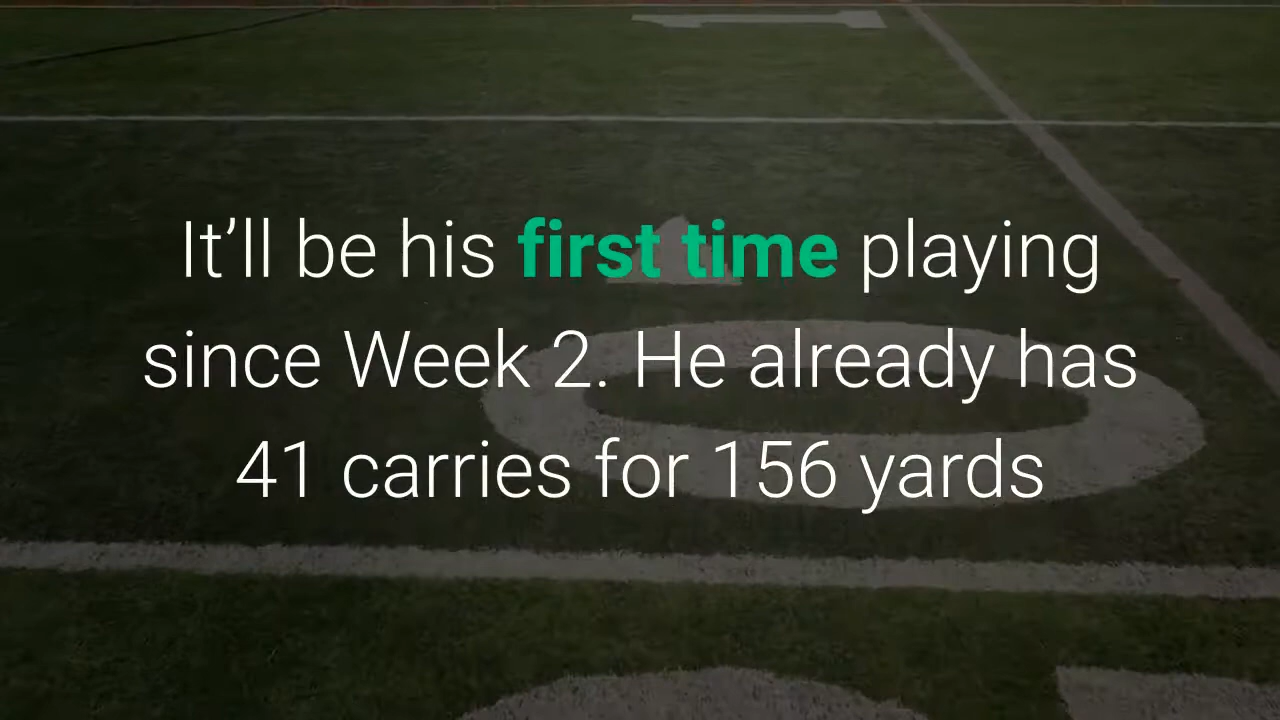 It’ll be his first time playing
since Week 2. He already has
41 carries for 156 yards